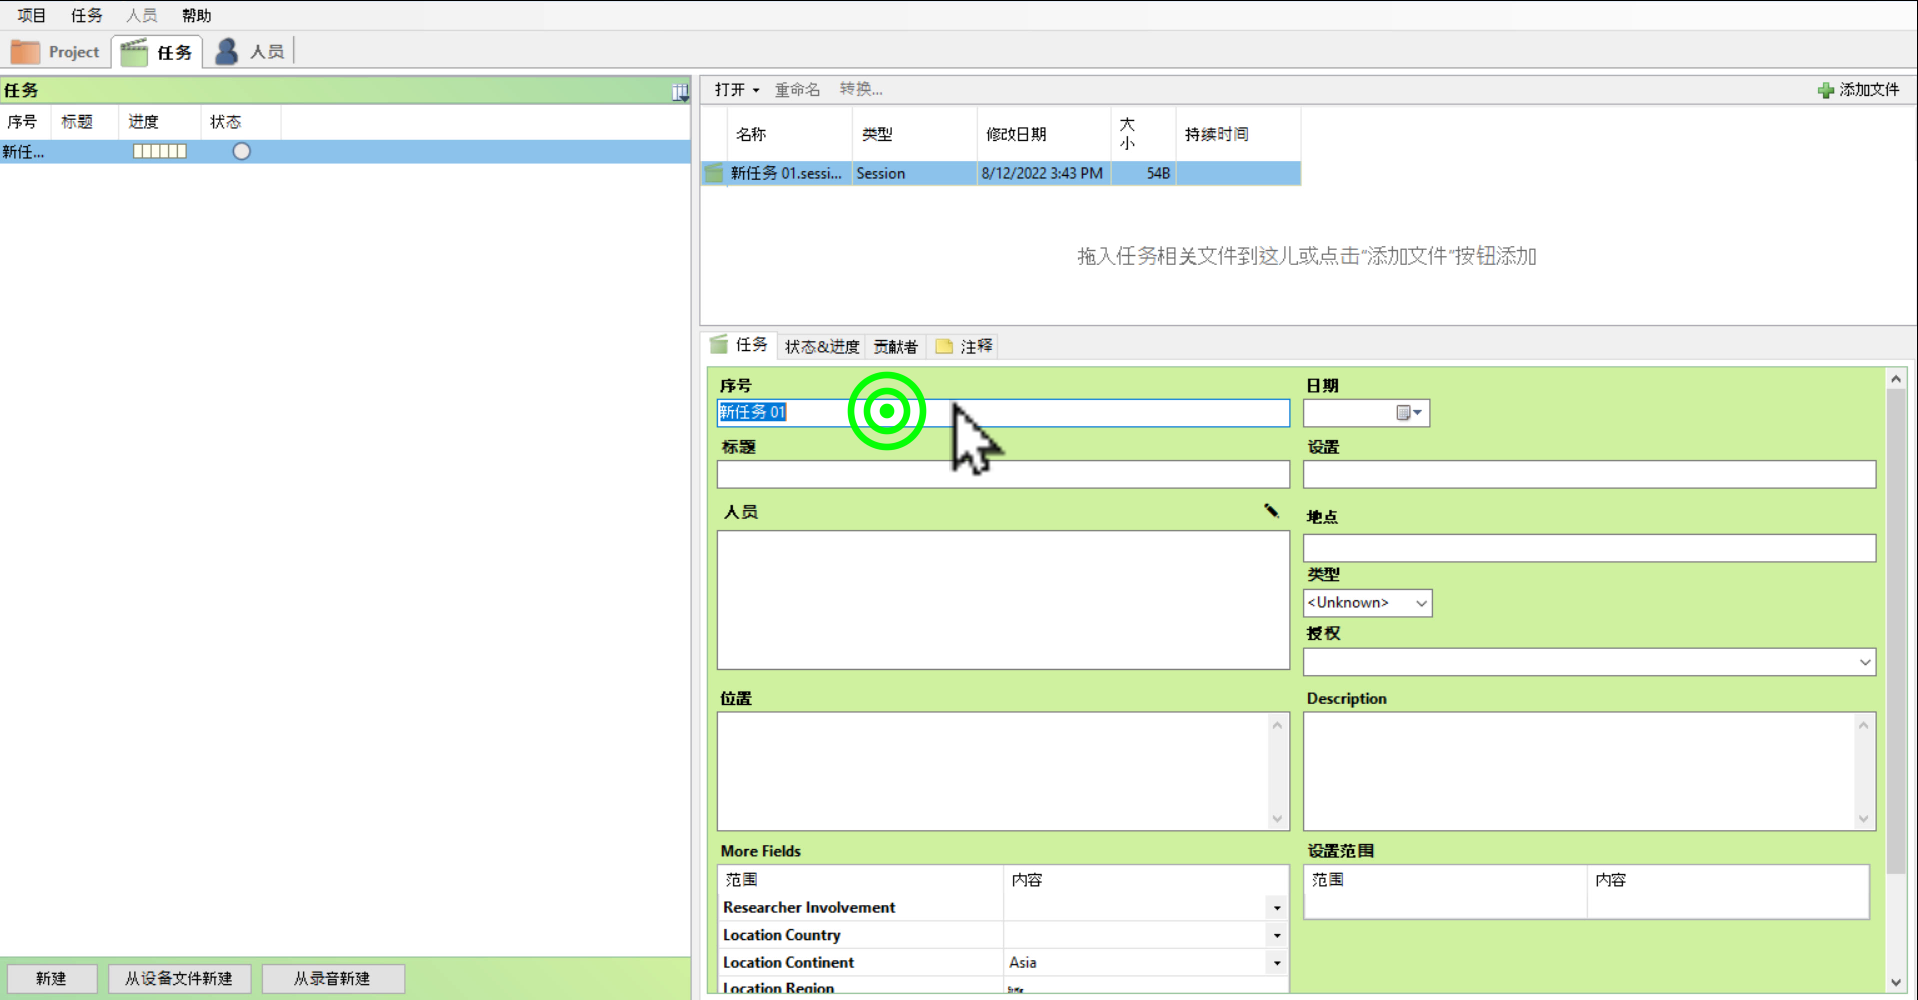 项目 任务 人员 帮助
Project 任务 人员
任务
序号 标题 进度 状态
新任...
打开 重命名 转换... 添加文件
名称 类型 修改日期 大小 持续时间
新任务 01.sessi... Session 8/12/2022 3:43 PM 54B
拖入任务相关文件到这儿或点击"添加文件"按钮添加
任务 状态&进度 贡献者 注释
序号 日期
新任务 01
标题 设置
人员 地点
类型
<Unknown>
授权
位置 Description
More Fields 设置范围
范围 内容 范围 内容
Researcher Involvement
Location Country
Location Continent Asia
Location Region
新建 从设备文件新建 从录音新建